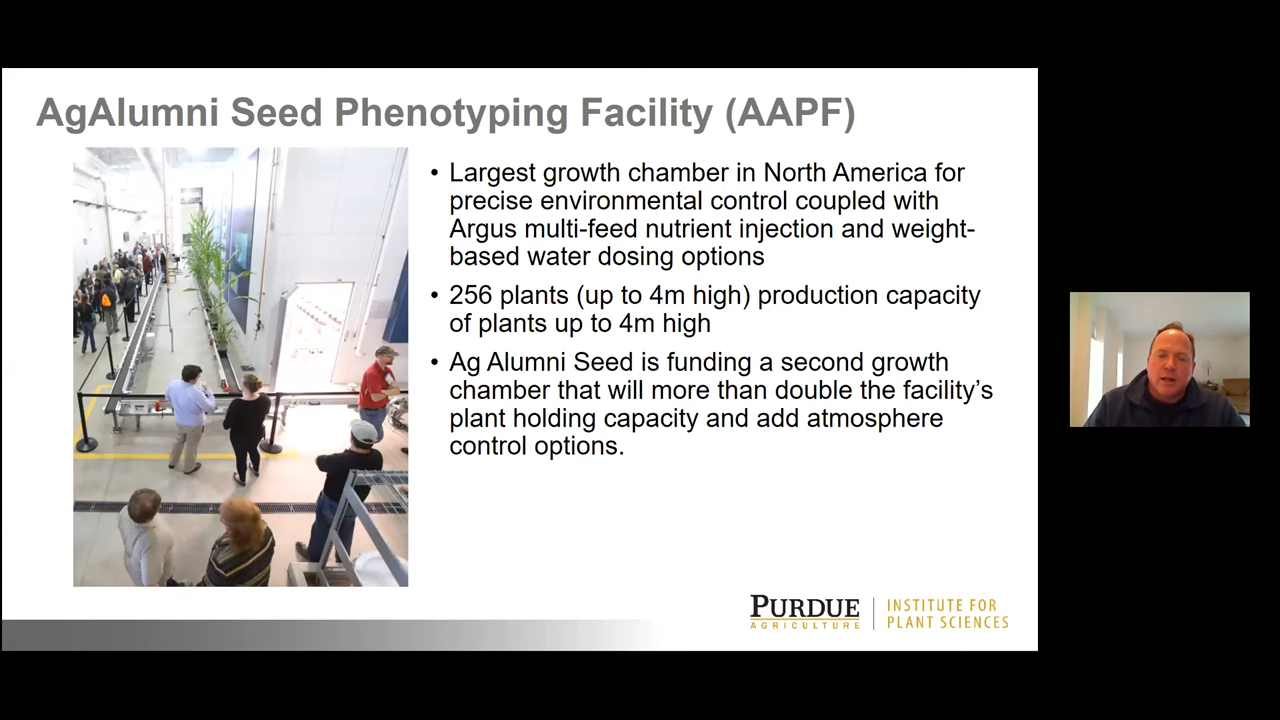 AgAlumni Seed Phenotyping Facility (AAPF)
• Largest growth chamber in North America for
precise environmental control coupled with
Argus multi-feed nutrient injection and weight-
based water dosing options
• 256 plants (up to 4m high) production capacity
of plants up to 4m high
• Ag Alumni Seed is funding a second growth
chamber that will more than double the facility’s
plant holding capacity and add atmosphere
control options.
PURDUE
AGRICULTURE
INSTITUTE FOR
PLANT SCIENCES